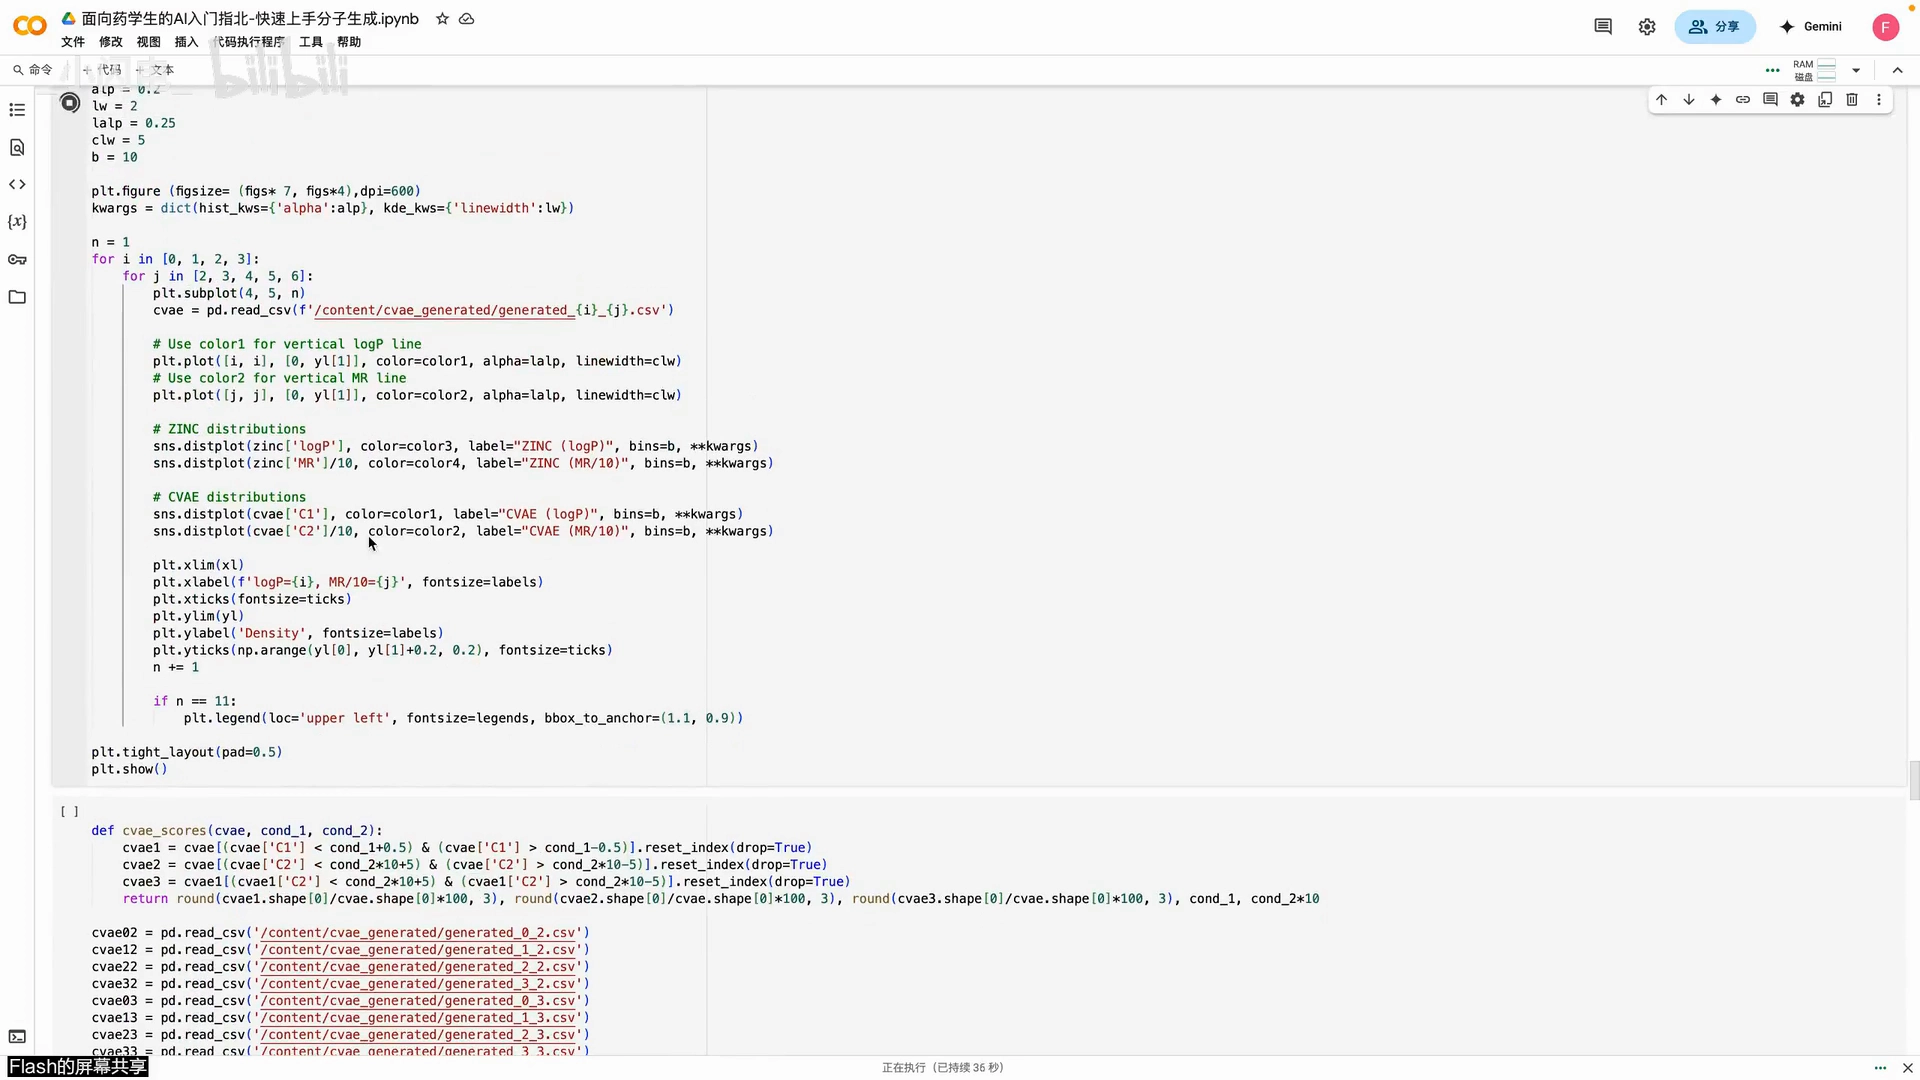 面向药学生的AI入门指北-快速上手分子生成.ipynb
文件 修改 视图 插入 代码执行程序 工具 帮助
分享
Gemini
F
命令 + 代码 + 文本
bilibili
RAM
磁盘
alp = 0.2
lw = 2
lalp = 0.25
clw = 5
b = 10
plt.figure (figsize= (figs* 7, figs*4),dpi=600)
kwargs = dict(hist_kws={'alpha':alp}, kde_kws={'linewidth':lw})
n = 1
for i in [0, 1, 2, 3]:
    for j in [2, 3, 4, 5, 6]:
        plt.subplot(4, 5, n)
        cvae = pd.read_csv(f'/content/cvae_generated/generated_{i}_{j}.csv')
        # Use color1 for vertical logP line
        plt.plot([i, i], [0, yl[1]], color=color1, alpha=lalp, linewidth=clw)
        # Use color2 for vertical MR line
        plt.plot([j, j], [0, yl[1]], color=color2, alpha=lalp, linewidth=clw)
        # ZINC distributions
        sns.distplot(zinc['logP'], color=color3, label="ZINC (logP)", bins=b, **kwargs)
        sns.distplot(zinc['MR']/10, color=color4, label="ZINC (MR/10)", bins=b, **kwargs)
        # CVAE distributions
        sns.distplot(cvae['C1'], color=color1, label="CVAE (logP)", bins=b, **kwargs)
        sns.distplot(cvae['C2']/10, color=color2, label="CVAE (MR/10)", bins=b, **kwargs)
        plt.xlim(xl)
        plt.xlabel(f'logP={i}, MR/10={j}', fontsize=labels)
        plt.xticks(fontsize=ticks)
        plt.ylim(yl)
        plt.ylabel('Density', fontsize=labels)
        plt.yticks(np.arange(yl[0], yl[1]+0.2, 0.2), fontsize=ticks)
        n += 1
        if n == 11:
            plt.legend(loc='upper left', fontsize=legends, bbox_to_anchor=(1.1, 0.9))
plt.tight_layout(pad=0.5)
plt.show()
[ ]
def cvae_scores(cvae, cond_1, cond_2):
    cvae1 = cvae[(cvae['C1'] < cond_1+0.5) & (cvae['C1'] > cond_1-0.5)].reset_index(drop=True)
    cvae2 = cvae[(cvae['C2'] < cond_2*10+5) & (cvae['C2'] > cond_2*10-5)].reset_index(drop=True)
    cvae3 = cvae1[(cvae1['C2'] < cond_2*10+5) & (cvae1['C2'] > cond_2*10-5)].reset_index(drop=True)
    return round(cvae1.shape[0]/cvae.shape[0]*100, 3), round(cvae2.shape[0]/cvae.shape[0]*100, 3), round(cvae3.shape[0]/cvae.shape[0]*100, 3), cond_1, cond_2*10
cvae02 = pd.read_csv('/content/cvae_generated/generated_0_2.csv')
cvae12 = pd.read_csv('/content/cvae_generated/generated_1_2.csv')
cvae22 = pd.read_csv('/content/cvae_generated/generated_2_2.csv')
cvae32 = pd.read_csv('/content/cvae_generated/generated_3_2.csv')
cvae03 = pd.read_csv('/content/cvae_generated/generated_0_3.csv')
cvae13 = pd.read_csv('/content/cvae_generated/generated_1_3.csv')
cvae23 = pd.read_csv('/content/cvae_generated/generated_2_3.csv')
cvae33 = pd.read_csv('/content/cvae_generated/generated_3_3.csv')
Flash的屏幕共享
正在执行（已持续 36 秒）